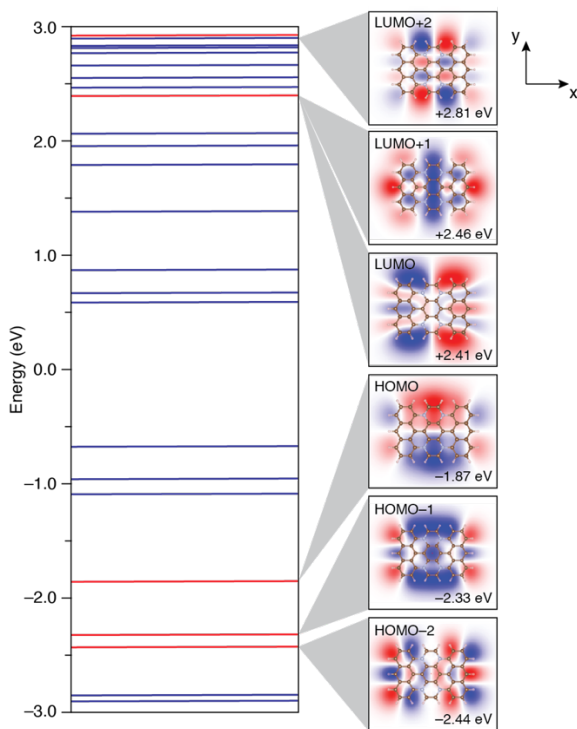 3.0
2.0
1.0
0.0
−1.0
−2.0
−3.0
Energy (eV)
LUMO+2
+2.81 eV
LUMO+1
+2.46 eV
LUMO
+2.41 eV
HOMO
−1.87 eV
HOMO−1
−2.33 eV
HOMO−2
−2.44 eV
y
x